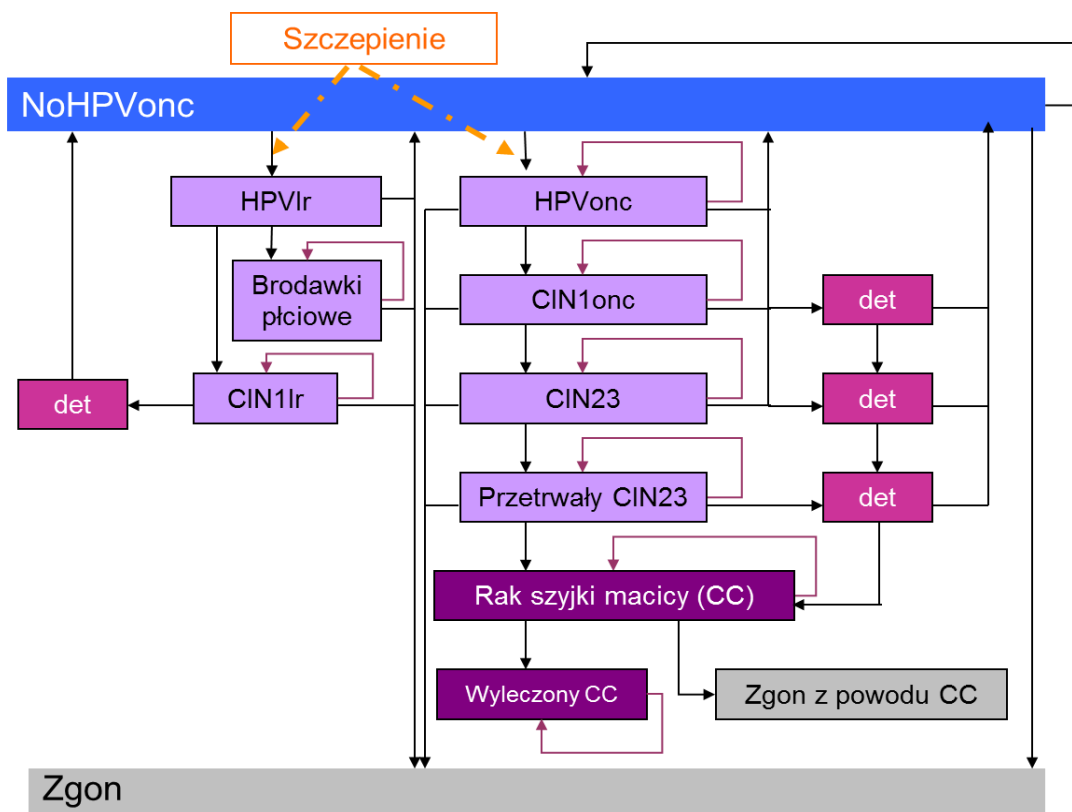 Szczepienie
NoHPVonc
HPVlr
HPVonc
Brodawki
płciowe
CIN1onc
det
det
CIN1lr
CIN23
det
Przetrwały CIN23
det
Rak szyjki macicy (CC)
Wyleczony CC
Zgon z powodu CC
Zgon